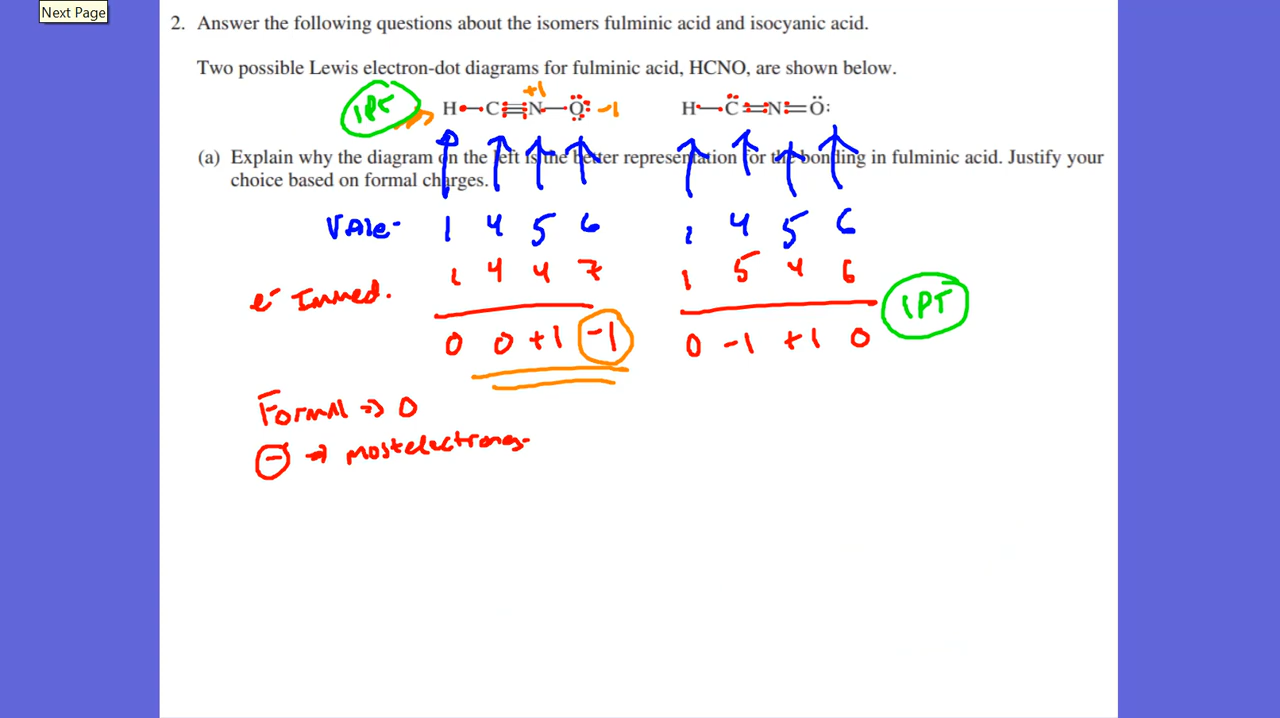 Next Page
2. Answer the following questions about the isomers fulminic acid and isocyanic acid.
Two possible Lewis electron-dot diagrams for fulminic acid, HCNO, are shown below.
1PT H—C≡N—Ö: +1 -1 H—C̈=N=Ö:
(a) Explain why the diagram on the left is the better representation for the bonding in fulminic acid. Justify your
choice based on formal charges.
VAle- 1 4 5 6 1 4 5 6
e- 1 4 4 7 1 5 4 6
1PT
0 0 +1 -1 0 -1 +1 0
Formal => 0
- → most electroneg.